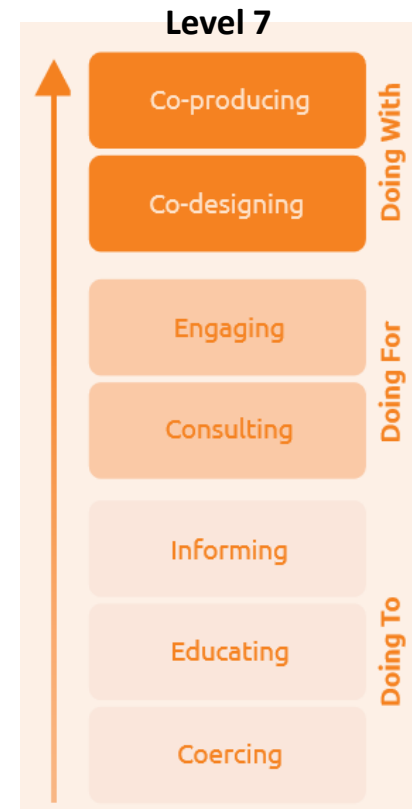 Level 7
Co-producing
Co-designing
Doing With
Engaging
Consulting
Doing For
Informing
Educating
Coercing
Doing To